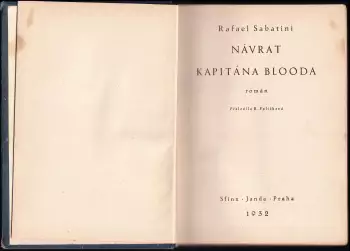 Rafael Sabatini
NÁVRAT
KAPITÁNA BLOODA
román
Sfinx - Janda - Praha
1932